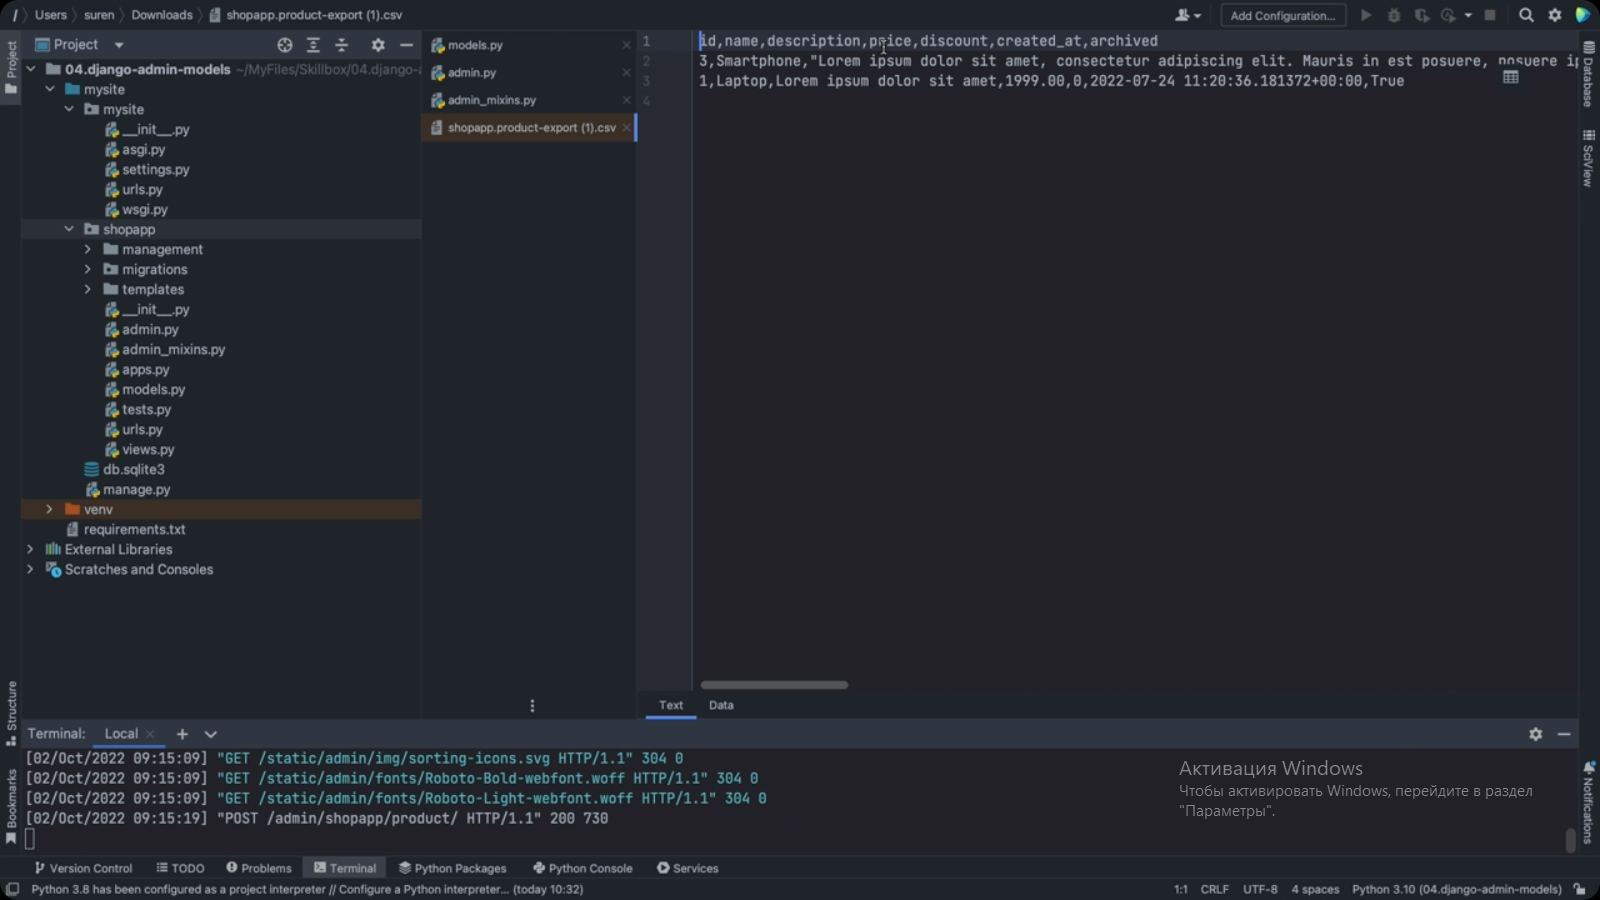 / Users suren Downloads shopapp.product-export (1).csv
Add Configuration...
Project
Project
04.django-admin-models ~/MyFiles/Skillbox/04.django-a
mysite
mysite
__init__.py
asgi.py
settings.py
urls.py
wsgi.py
shopapp
management
migrations
templates
__init__.py
admin.py
admin_mixins.py
apps.py
models.py
tests.py
urls.py
views.py
db.sqlite3
manage.py
venv
requirements.txt
External Libraries
Scratches and Consoles
models.py
admin.py
admin_mixins.py
shopapp.product-export (1).csv
1 id,name,description,price,discount,created_at,archived
2 3,Smartphone,"Lorem ipsum dolor sit amet, consectetur adipiscing elit. Mauris in est posuere, posuere ip
3 1,Laptop,Lorem ipsum dolor sit amet,1999.00,0,2022-07-24 11:20:36.181372+00:00,True
4
Database
SciView
Notifications
Text Data
Structure
Bookmarks
Terminal: Local
[02/Oct/2022 09:15:09] "GET /static/admin/img/sorting-icons.svg HTTP/1.1" 304 0
[02/Oct/2022 09:15:09] "GET /static/admin/fonts/Roboto-Bold-webfont.woff HTTP/1.1" 304 0
[02/Oct/2022 09:15:09] "GET /static/admin/fonts/Roboto-Light-webfont.woff HTTP/1.1" 304 0
[02/Oct/2022 09:15:19] "POST /admin/shopapp/product/ HTTP/1.1" 200 730
Активация Windows
Чтобы активировать Windows, перейдите в раздел
"Параметры".
Version Control TODO Problems Terminal Python Packages Python Console Services
Python 3.8 has been configured as a project interpreter // Configure a Python interpreter... (today 10:32)
1:1 CRLF UTF-8 4 spaces Python 3.10 (04.django-admin-models)